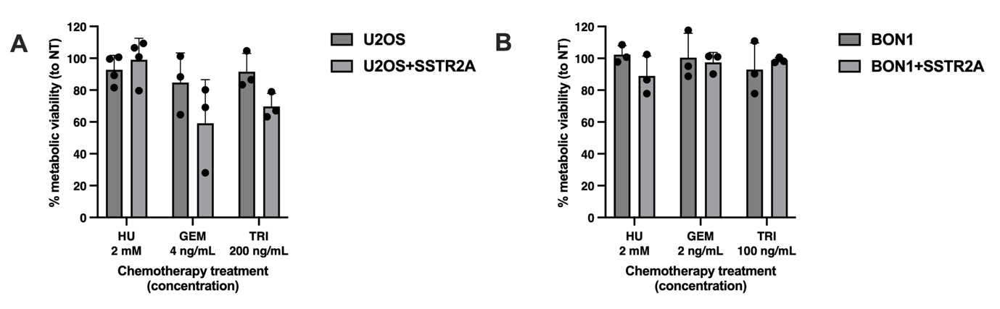 A
% metabolic viability (to NT)
120
100
80
60
40
20
0
HU
2 mM
GEM
4 ng/mL
TRI
200 ng/mL
Chemotherapy treatment
(concentration)
U2OS
U2OS+SSTR2A
B
% metabolic viability (to NT)
120
100
80
60
40
20
0
HU
2 mM
GEM
2 ng/mL
TRI
100 ng/mL
Chemotherapy treatment
(concentration)
BON1
BON1+SSTR2A